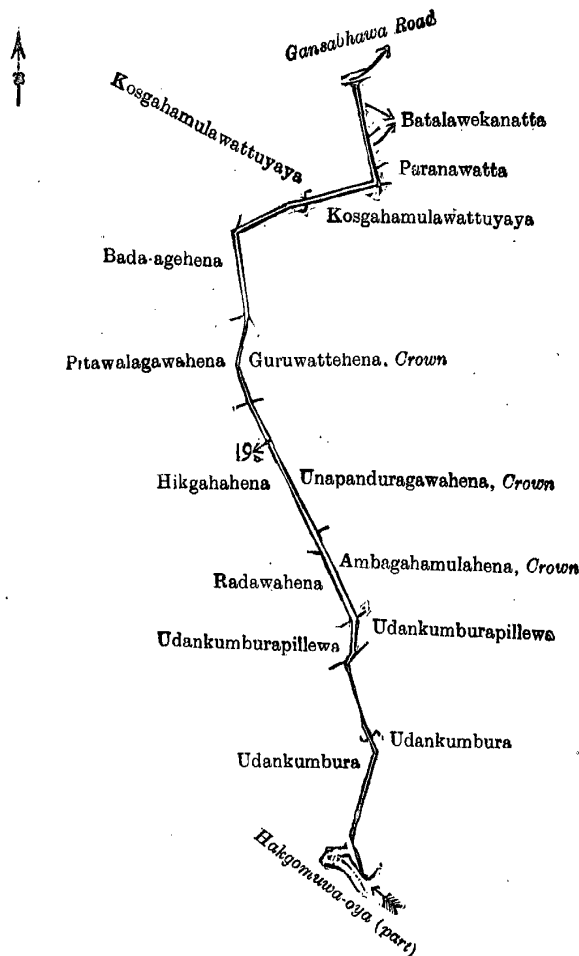 Gansabhawa Road
Kosgahamulawattuyaya
Batalawekanatta
Paranawatta
Kosgahamulawattuyaya
Bada-agehena
Pitawalagawahena
Guruwattehena, Crown
19
Hikgahahena
Unapanduragawahena, Crown
Ambagahamulahena, Crown
Radawahena
Udankumburapillewa
Udankumburapillewa
Udankumbura
Udankumbura
Hakgomuwa-oya (part)